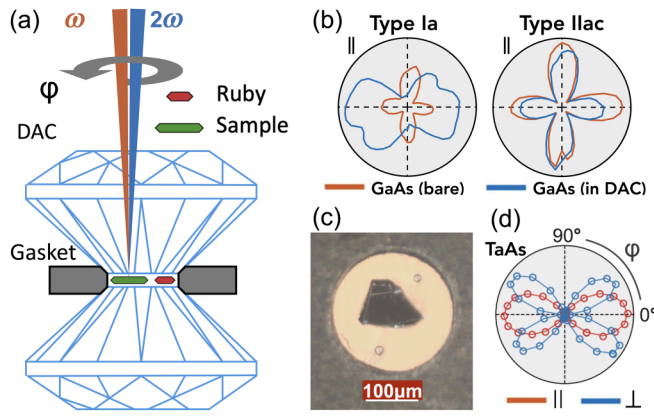 (a)
ω
2ω
φ
DAC
Ruby
Sample
Gasket
(b)
Type Ia
Type IIac
||
||
GaAs (bare)
GaAs (in DAC)
(c)
100μm
(d)
TaAs
90°
φ
0°
||
⊥